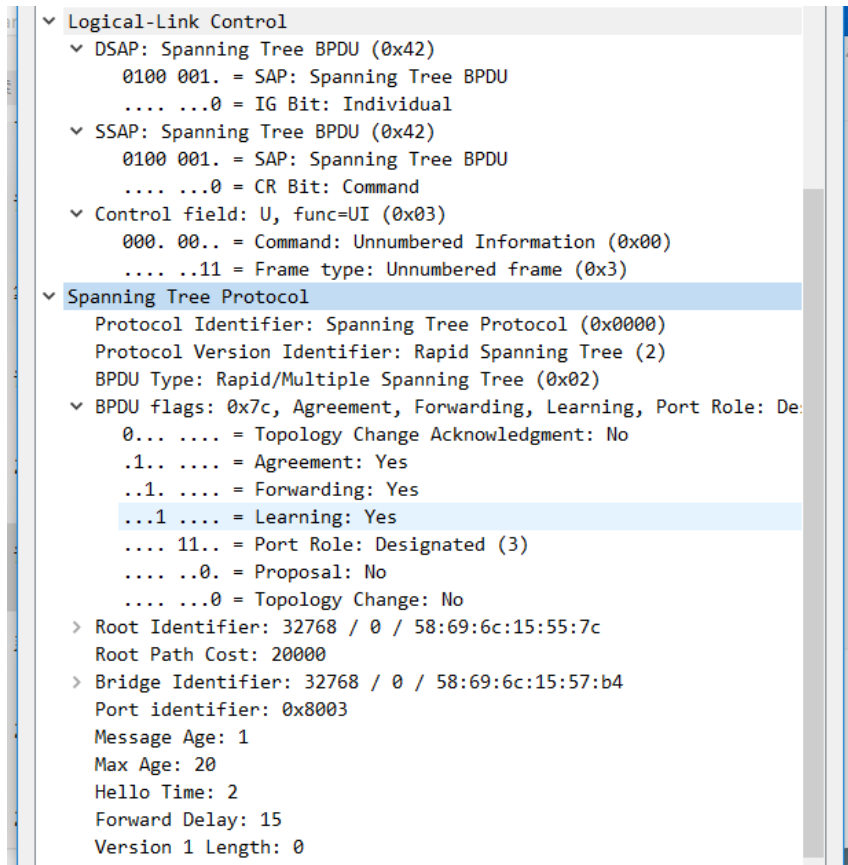 Logical-Link Control
DSAP: Spanning Tree BPDU (0x42)
0100 001. = SAP: Spanning Tree BPDU
.... ...0 = IG Bit: Individual
SSAP: Spanning Tree BPDU (0x42)
0100 001. = SAP: Spanning Tree BPDU
.... ...0 = CR Bit: Command
Control field: U, func=UI (0x03)
000. 00.. = Command: Unnumbered Information (0x00)
.... ..11 = Frame type: Unnumbered frame (0x3)
Spanning Tree Protocol
Protocol Identifier: Spanning Tree Protocol (0x0000)
Protocol Version Identifier: Rapid Spanning Tree (2)
BPDU Type: Rapid/Multiple Spanning Tree (0x02)
BPDU flags: 0x7c, Agreement, Forwarding, Learning, Port Role: De
0... .... = Topology Change Acknowledgment: No
.1.. .... = Agreement: Yes
..1. .... = Forwarding: Yes
...1 .... = Learning: Yes
.... 11.. = Port Role: Designated (3)
.... ..0. = Proposal: No
.... ...0 = Topology Change: No
Root Identifier: 32768 / 0 / 58:69:6c:15:55:7c
Root Path Cost: 20000
Bridge Identifier: 32768 / 0 / 58:69:6c:15:57:b4
Port identifier: 0x8003
Message Age: 1
Max Age: 20
Hello Time: 2
Forward Delay: 15
Version 1 Length: 0